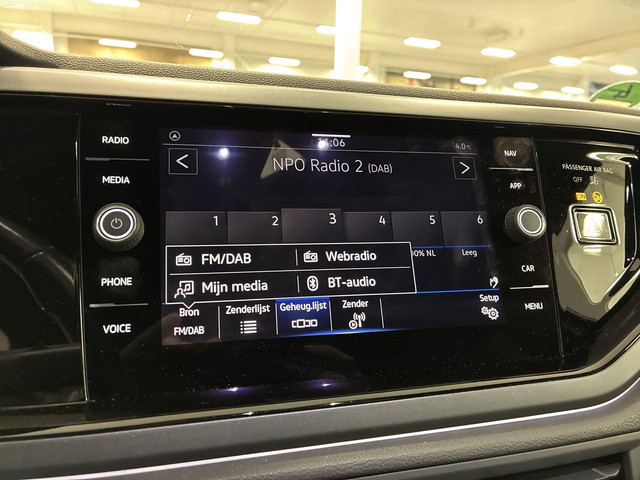 RADIO
MEDIA
PHONE
VOICE
11:06
4.0°C
NPO Radio 2 (DAB)
1 2 3 4 5 6
00% NL Leeg
FM/DAB Webradio
Mijn media BT-audio
Bron Zenderlijst Geheug.lijst Zender Setup
FM/DAB
NAV
APP
CAR
MENU
PASSENGER AIR BAG
OFF
ON